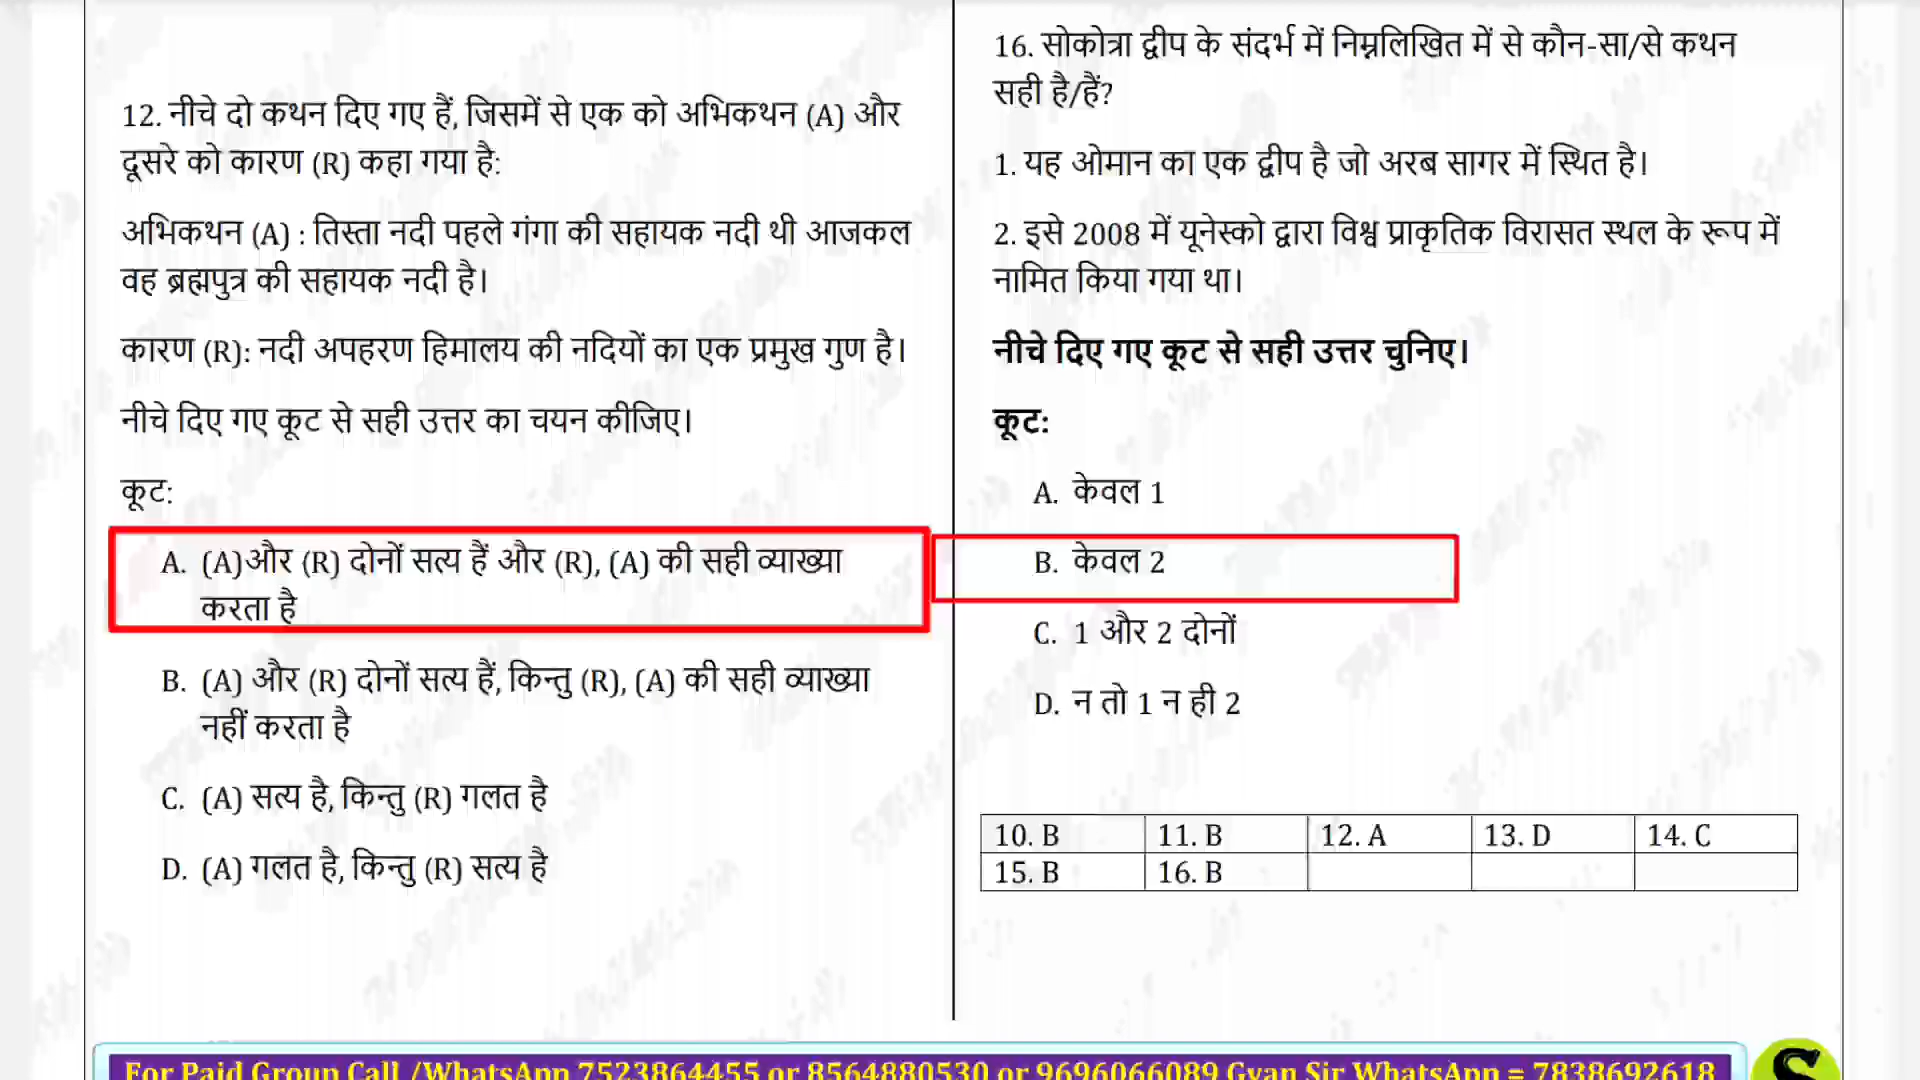 12. नीचे दो कथन दिए गए हैं, जिसमें से एक को अभिकथन (A) और
दूसरे को कारण (R) कहा गया है:
अभिकथन (A) : तिस्ता नदी पहले गंगा की सहायक नदी थी आजकल
वह ब्रह्मपुत्र की सहायक नदी है।
कारण (R): नदी अपहरण हिमालय की नदियों का एक प्रमुख गुण है।
नीचे दिए गए कूट से सही उत्तर का चयन कीजिए।
कूट:
A. (A)और (R) दोनों सत्य हैं और (R), (A) की सही व्याख्या
करता है
B. (A) और (R) दोनों सत्य हैं, किन्तु (R), (A) की सही व्याख्या
नहीं करता है
C. (A) सत्य है, किन्तु (R) गलत है
D. (A) गलत है, किन्तु (R) सत्य है
16. सोकोत्रा द्वीप के संदर्भ में निम्नलिखित में से कौन-सा/से कथन
सही है/हैं?
1. यह ओमान का एक द्वीप है जो अरब सागर में स्थित है।
2. इसे 2008 में यूनेस्को द्वारा विश्व प्राकृतिक विरासत स्थल के रूप में
नामित किया गया था।
नीचे दिए गए कूट से सही उत्तर चुनिए।
कूट:
A. केवल 1
B. केवल 2
C. 1 और 2 दोनों
D. न तो 1 न ही 2
10. B 11. B 12. A 13. D 14. C
15. B 16. B
For Paid Group Call /WhatsApp 7523864455 or 8564880530 or 9696066089 Gyan Sir WhatsApp = 7838692618